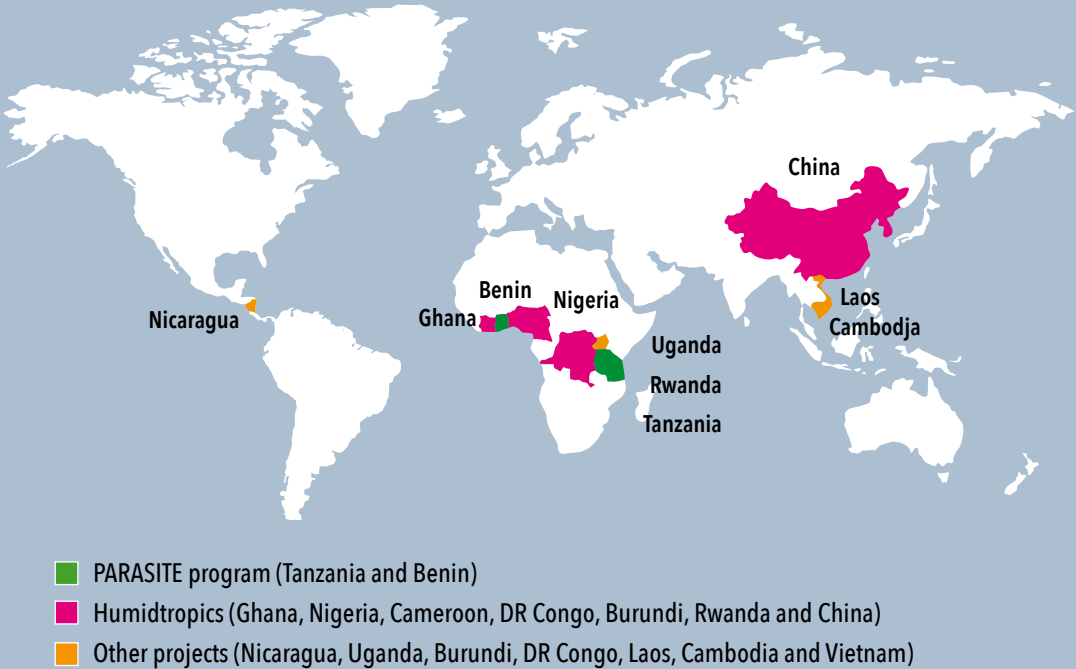 China
Benin
Nigeria
Laos
Ghana
Nicaragua
Cambodja
Uganda
Rwanda
Tanzania
PARASITE program (Tanzania and Benin)
Humidtropics (Ghana, Nigeria, Cameroon, DR Congo, Burundi, Rwanda and China)
Other projects (Nicaragua, Uganda, Burundi, DR Congo, Laos, Cambodia and Vietnam)